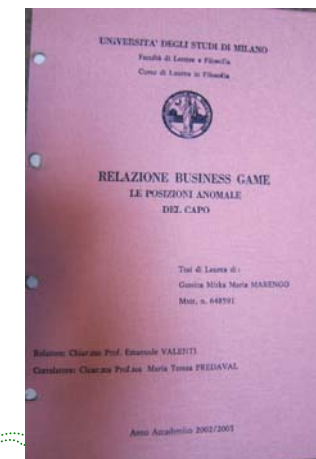 UNIVERSITA' DEGLI STUDI DI MILANO
Facoltà di Lettere e Filosofia
Corso di Laurea in Filosofia
RELAZIONE BUSINESS GAME
LE POSIZIONI ANOMALE
DEL CAPO
Tesi di Laurea di:
Mirka Maria MARENGO
Matr. n. 648591
Relatore: Chiar.mo Prof. Emanuele VALENTI
Correlatore: Chiar.ma Prof.ssa Maria Teresa PREDAVAL
Anno Accademico 2002/2003